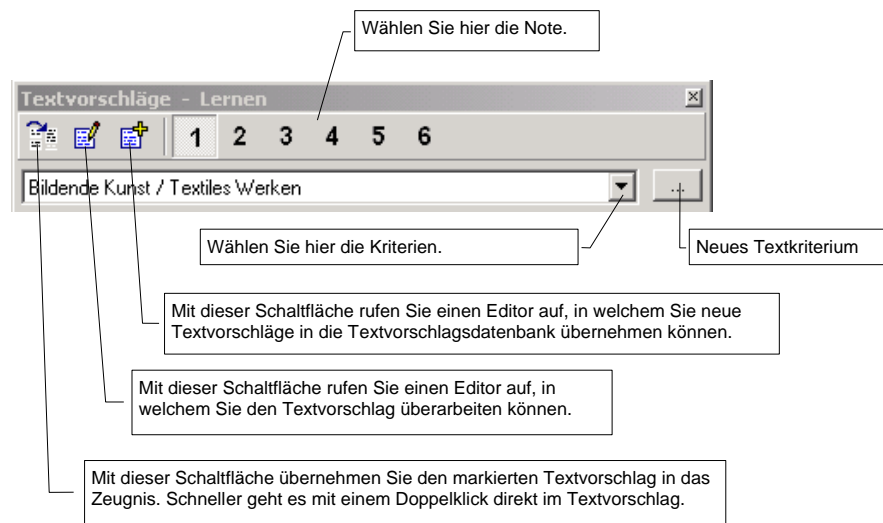 Wählen Sie hier die Note.
Textvorschläge - Lernen
1 2 3 4 5 6
Bildende Kunst / Textiles Werken
...
Wählen Sie hier die Kriterien.
Neues Textkriterium
Mit dieser Schaltfläche rufen Sie einen Editor auf, in welchem Sie neue
Textvorschläge in die Textvorschlagsdatenbank übernehmen können.
Mit dieser Schaltfläche rufen Sie einen Editor auf, in
welchem Sie den Textvorschlag überarbeiten können.
Mit dieser Schaltfläche übernehmen Sie den markierten Textvorschlag in das
Zeugnis. Schneller geht es mit einem Doppelklick direkt im Textvorschlag.